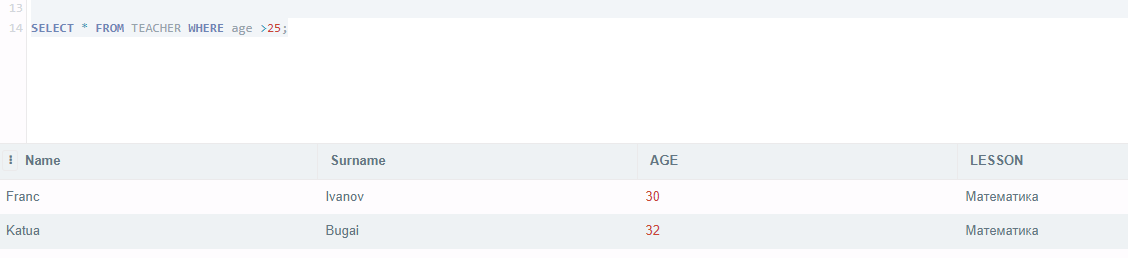 13
14 SELECT * FROM TEACHER WHERE age >25;
Name Surname AGE LESSON
Franc Ivanov 30 Математика
Katua Bugai 32 Математика